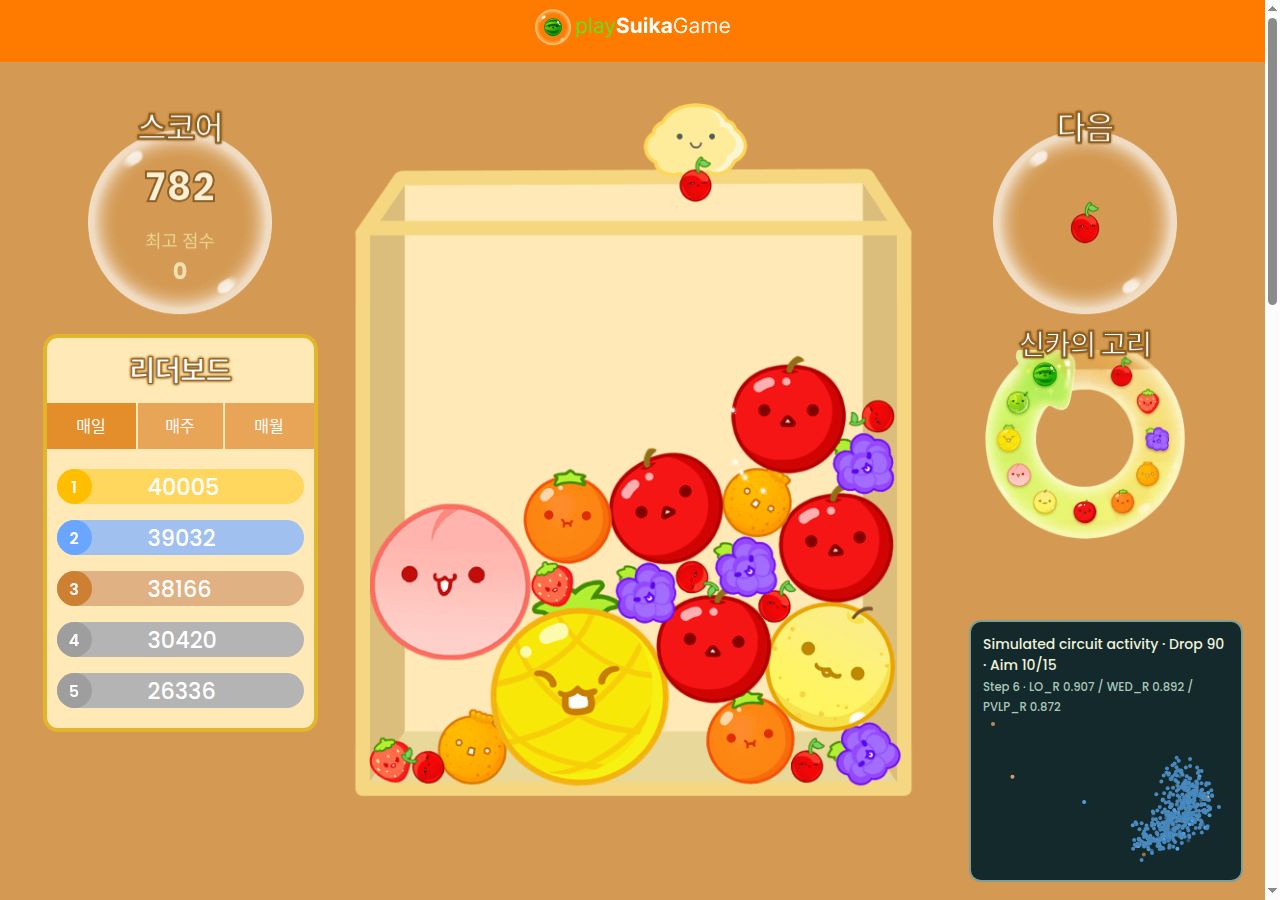 playSuikaGame
스코어
782
최고 점수
0
리더보드
매일 매주 매월
1 40005
2 39032
3 38166
4 30420
5 26336
다음
신카의 고리
Simulated circuit activity · Drop 90
· Aim 10/15
Step 6 · LO_R 0.907 / WED_R 0.892 /
PVLP_R 0.872